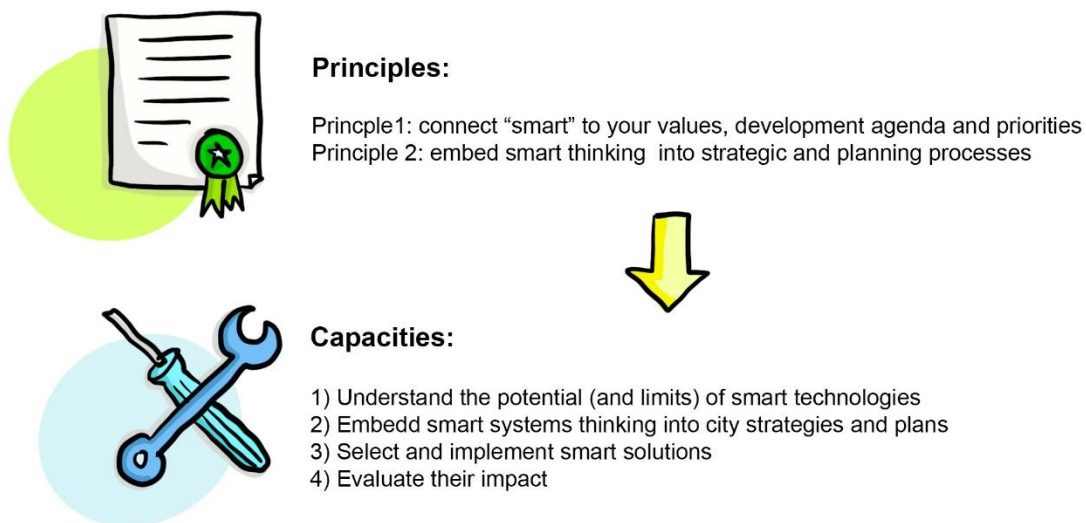 Principles:
Princple1: connect “smart” to your values, development agenda and priorities
Principle 2: embed smart thinking into strategic and planning processes
Capacities:
1) Understand the potential (and limits) of smart technologies
2) Embedd smart systems thinking into city strategies and plans
3) Select and implement smart solutions
4) Evaluate their impact